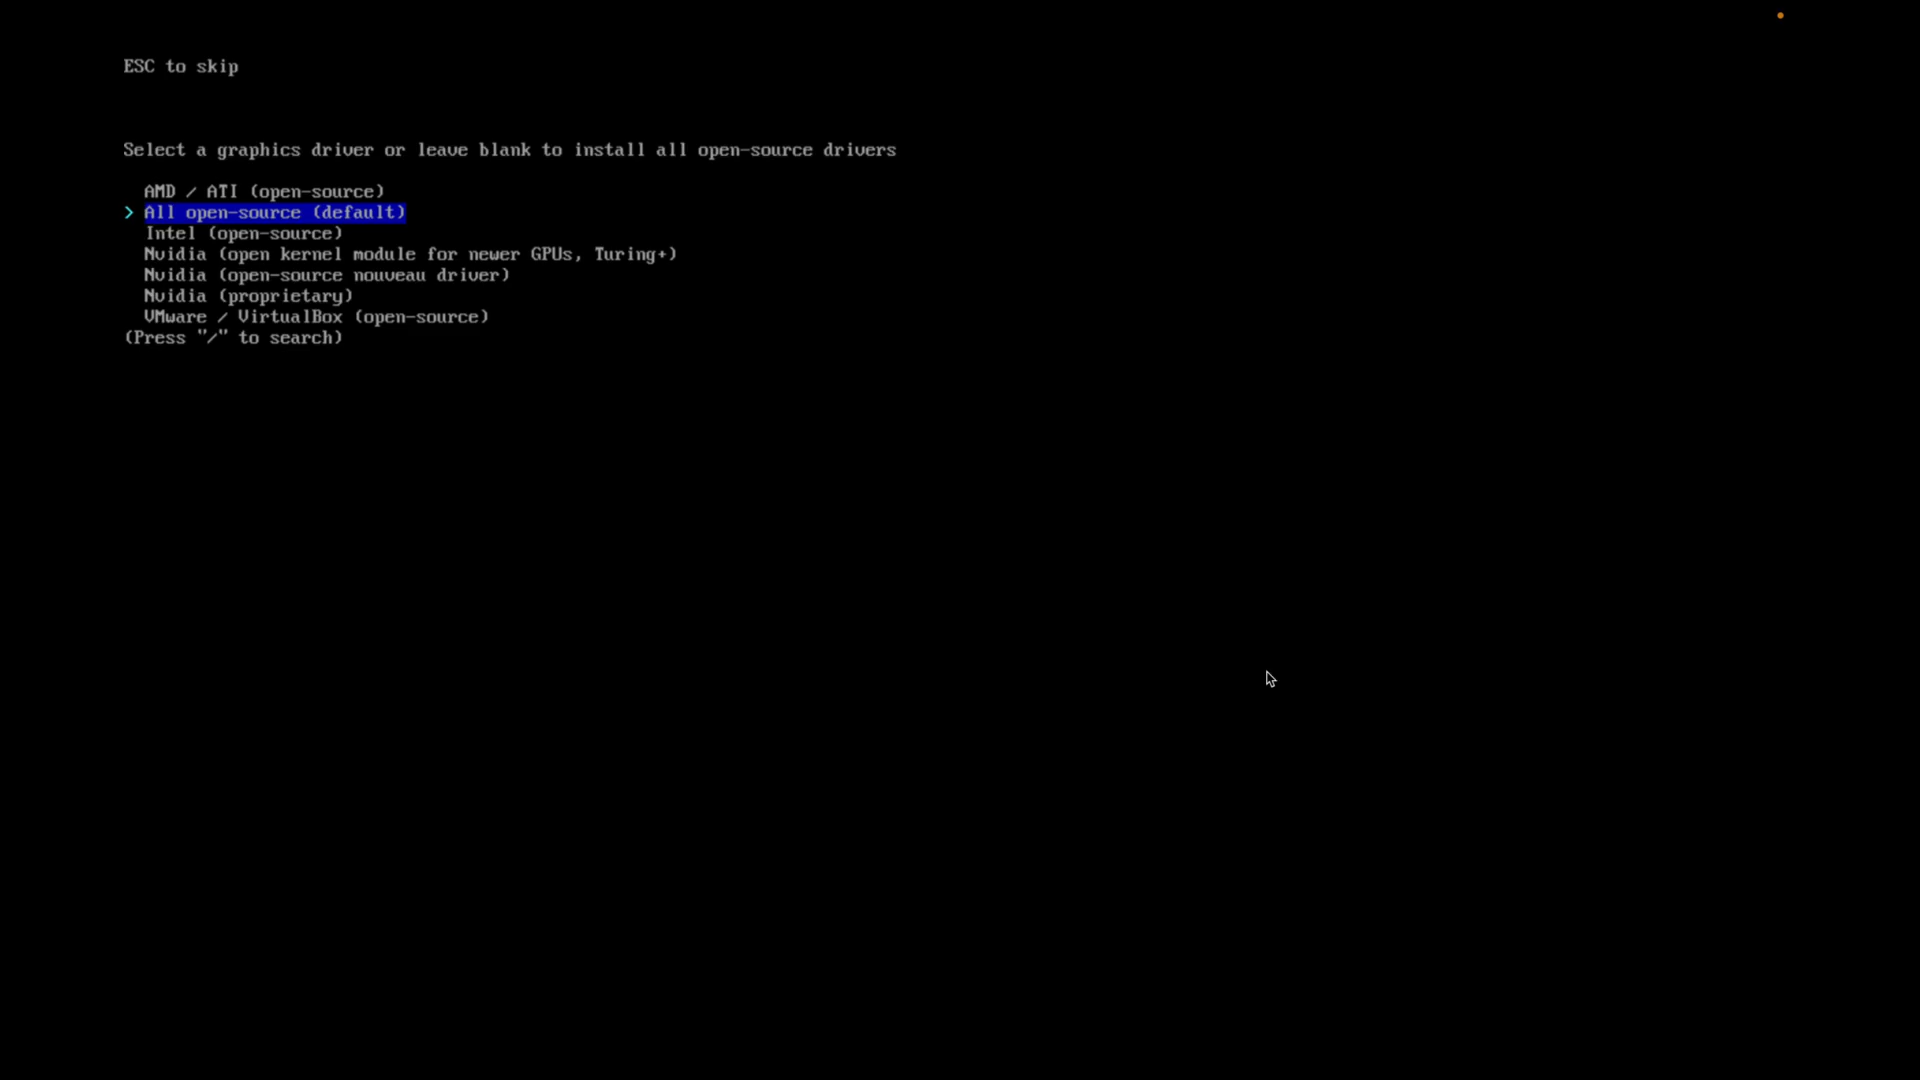 ESC to skip
Select a graphics driver or leave blank to install all open-source drivers
AMD / ATI (open-source)
> All open-source (default)
Intel (open-source)
Nvidia (open kernel module for newer GPUs, Turing+)
Nvidia (open-source nouveau driver)
Nvidia (proprietary)
VMware / VirtualBox (open-source)
(Press "/" to search)